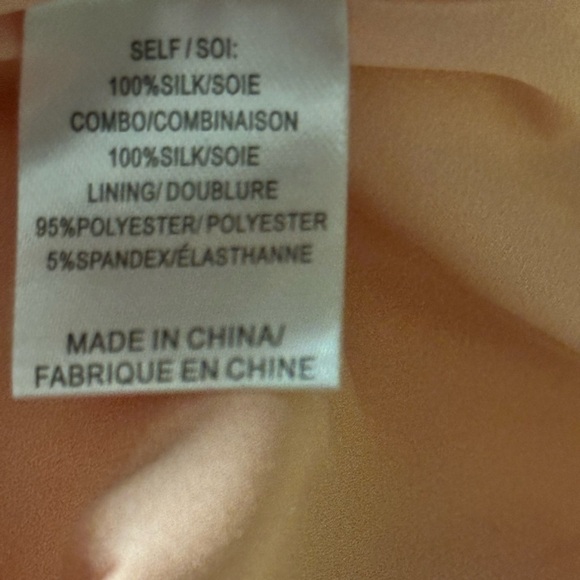 SELF / SOI:
100%SILK/SOIE
COMBO/COMBINAISON
100%SILK/SOIE
LINING/ DOUBLURE
95%POLYESTER/ POLYESTER
5%SPANDEX/ÉLASTHANNE
MADE IN CHINA/
FABRIQUE EN CHINE